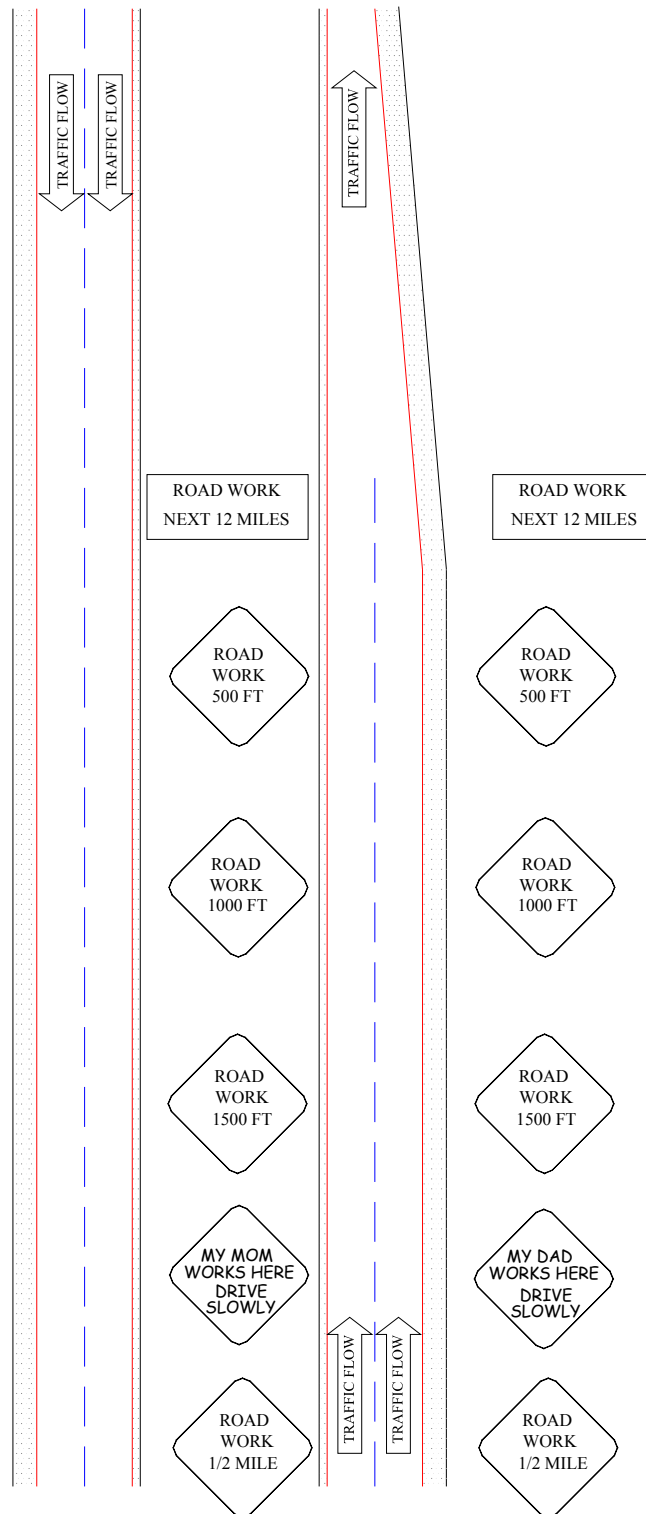 TRAFFIC FLOW
TRAFFIC FLOW
TRAFFIC FLOW
ROAD WORK
NEXT 12 MILES
ROAD WORK
NEXT 12 MILES
ROAD
WORK
500 FT
ROAD
WORK
500 FT
ROAD
WORK
1000 FT
ROAD
WORK
1000 FT
ROAD
WORK
1500 FT
ROAD
WORK
1500 FT
MY MOM
WORKS HERE
DRIVE
SLOWLY
MY DAD
WORKS HERE
DRIVE
SLOWLY
TRAFFIC FLOW
TRAFFIC FLOW
ROAD
WORK
1/2 MILE
ROAD
WORK
1/2 MILE